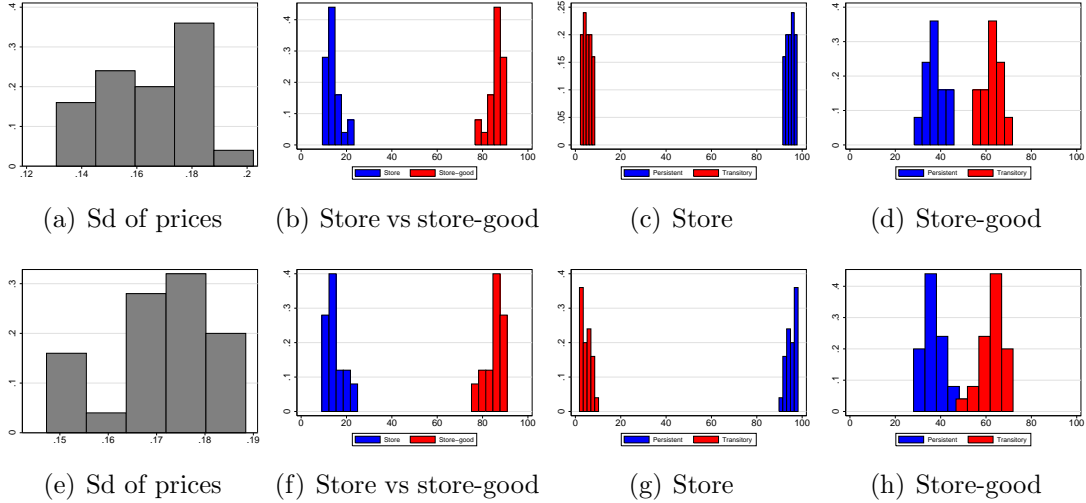 0 .1 .2 .3 .4
.12 .14 .16 .18 .2
0 .1 .2 .3 .4
0 20 40 60 80 100
Store Store-good
0 .05 .1 .15 .2 .25
0 20 40 60 80 100
Persistent Transitory
0 .1 .2 .3 .4
0 20 40 60 80 100
Persistent Transitory
(a) Sd of prices (b) Store vs store-good (c) Store (d) Store-good
0 .1 .2 .3
.15 .16 .17 .18 .19
0 .1 .2 .3 .4
0 20 40 60 80 100
Store Store-good
0 .1 .2 .3 .4
0 20 40 60 80 100
Persistent Transitory
0 .1 .2 .3 .4
0 20 40 60 80 100
Persistent Transitory
(e) Sd of prices (f) Store vs store-good (g) Store (h) Store-good